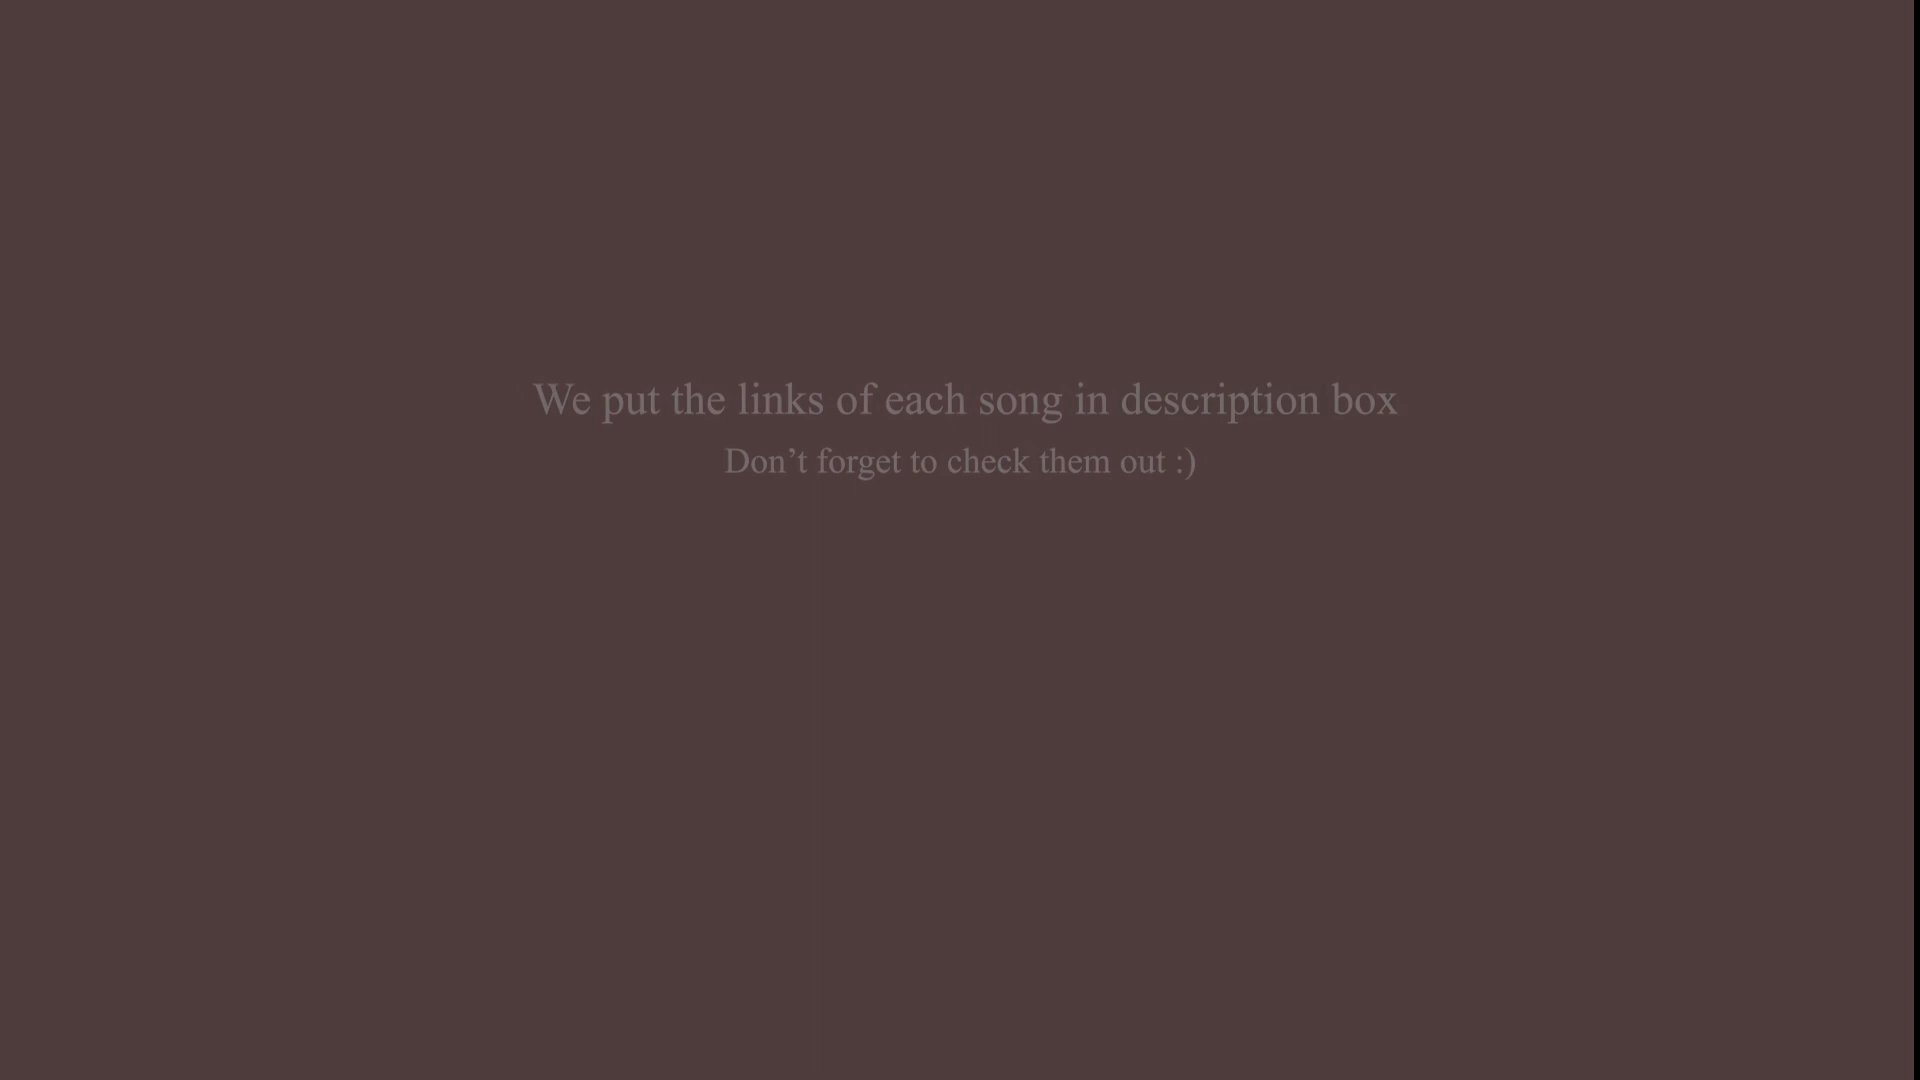 We put the links of each song in description box
Don’t forget to check them out :)